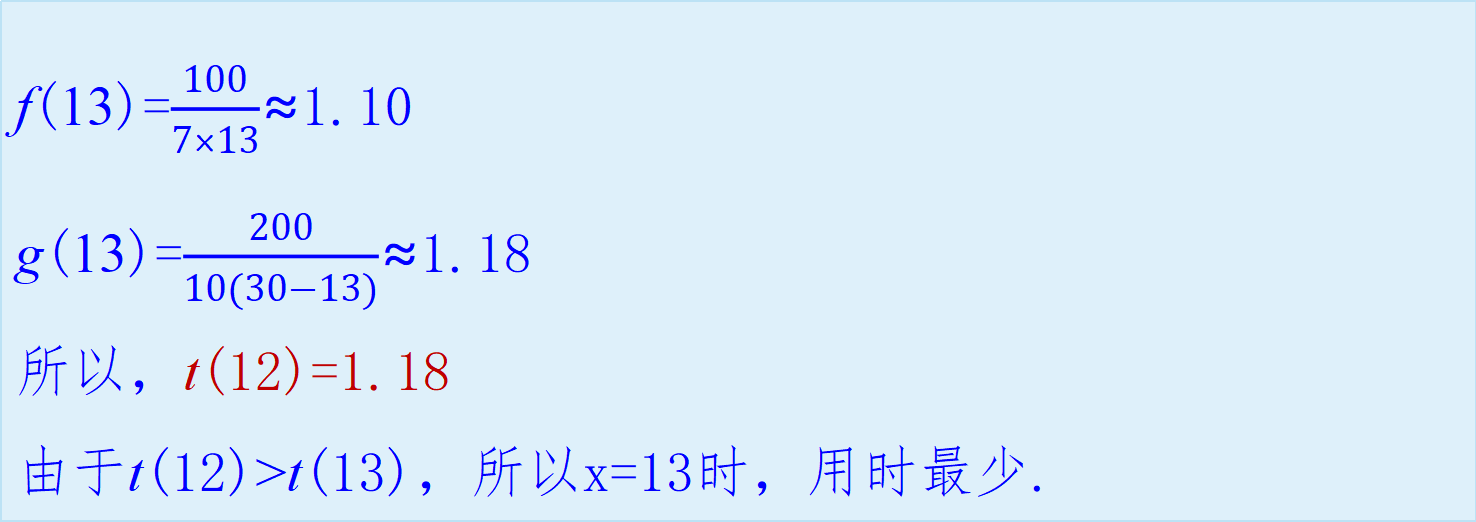 f(13)=100/(7×13)≈1.10
g(13)=200/(10(30−13))≈1.18
所以，t(12)=1.18
由于t(12)>t(13)，所以x=13时，用时最少.